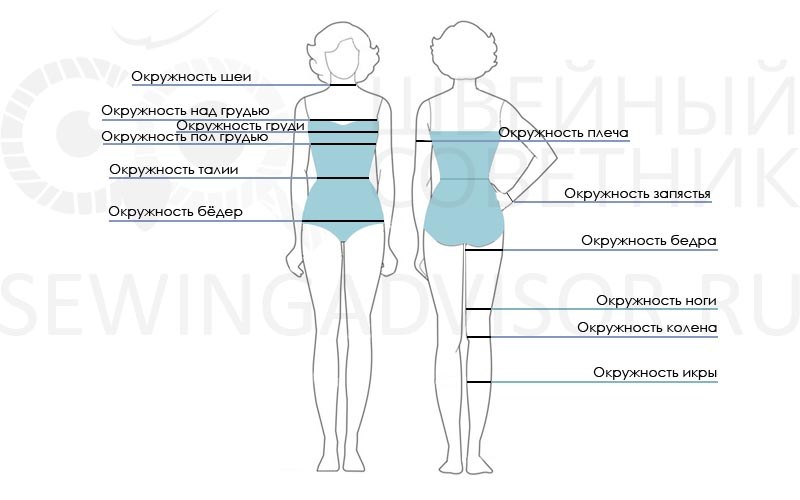 Окружность шеи
Окружность над грудью
Окружность груди
Окружность пол грудью
Окружность талии
Окружность бёдер
Окружность плеча
Окружность запястья
Окружность бедра
Окружность ноги
Окружность колена
Окружность икры
ШВЕЙНЫЙ
СОВЕТНИК
SEWINGADVISOR.RU